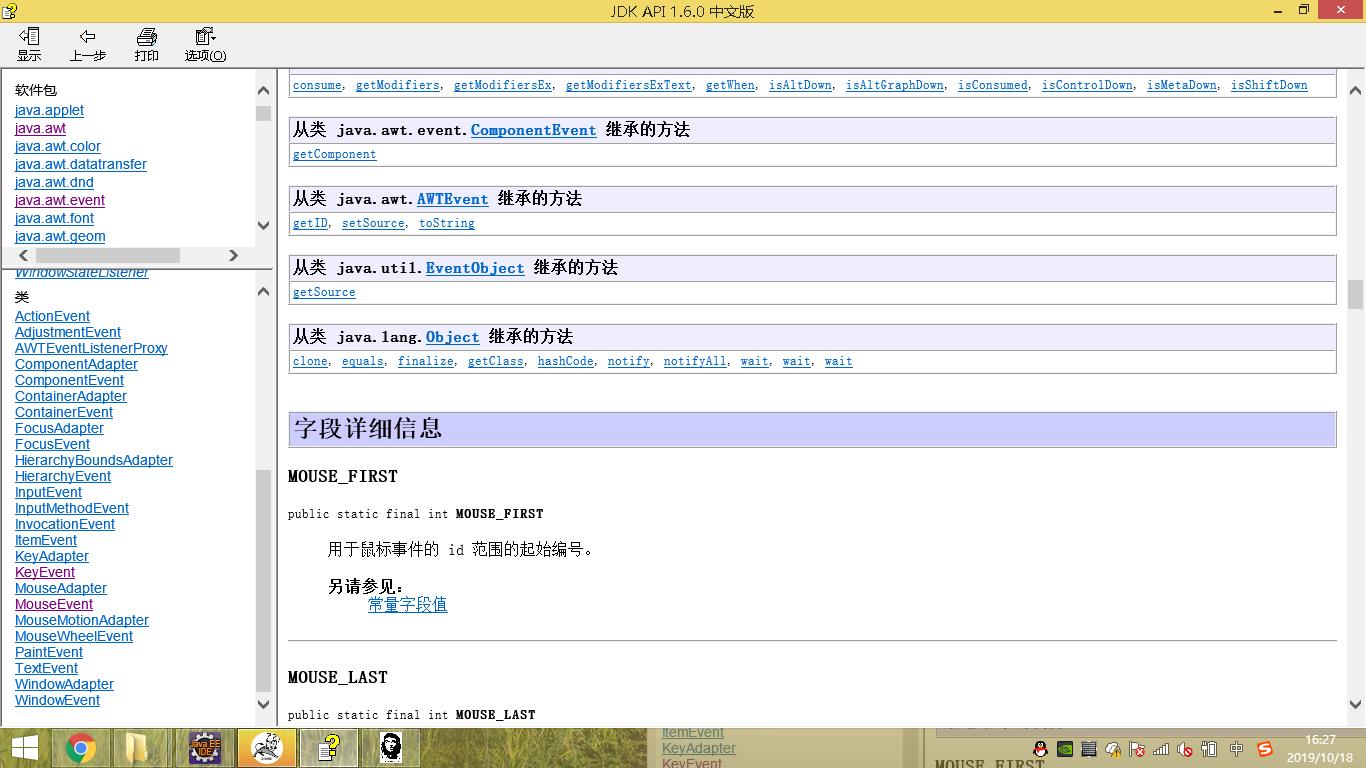 JDK API 1.6.0 中文版
显示 上一步 打印 选项(O)
软件包
java.applet
java.awt
java.awt.color
java.awt.datatransfer
java.awt.dnd
java.awt.event
java.awt.font
java.awt.geom
WindowStateListener
类
ActionEvent
AdjustmentEvent
AWTEventListenerProxy
ComponentAdapter
ComponentEvent
ContainerAdapter
ContainerEvent
FocusAdapter
FocusEvent
HierarchyBoundsAdapter
HierarchyEvent
InputEvent
InputMethodEvent
InvocationEvent
ItemEvent
KeyAdapter
KeyEvent
MouseAdapter
MouseEvent
MouseMotionAdapter
MouseWheelEvent
PaintEvent
TextEvent
WindowAdapter
WindowEvent
consume, getModifiers, getModifiersEx, getModifiersExText, getWhen, isAltDown, isAltGraphDown, isConsumed, isControlDown, isMetaDown, isShiftDown
从类 java.awt.event.ComponentEvent 继承的方法
getComponent
从类 java.awt.AWTEvent 继承的方法
getID, setSource, toString
从类 java.util.EventObject 继承的方法
getSource
从类 java.lang.Object 继承的方法
clone, equals, finalize, getClass, hashCode, notify, notifyAll, wait, wait, wait
字段详细信息
MOUSE_FIRST
public static final int MOUSE_FIRST
用于鼠标事件的 id 范围的起始编号。
另请参见：
常量字段值
MOUSE_LAST
public static final int MOUSE_LAST
Java EE
IDE
ItemEvent
KeyAdapter
KeyEvent
MOUSE_FIRST
中
16:27
2019/10/18